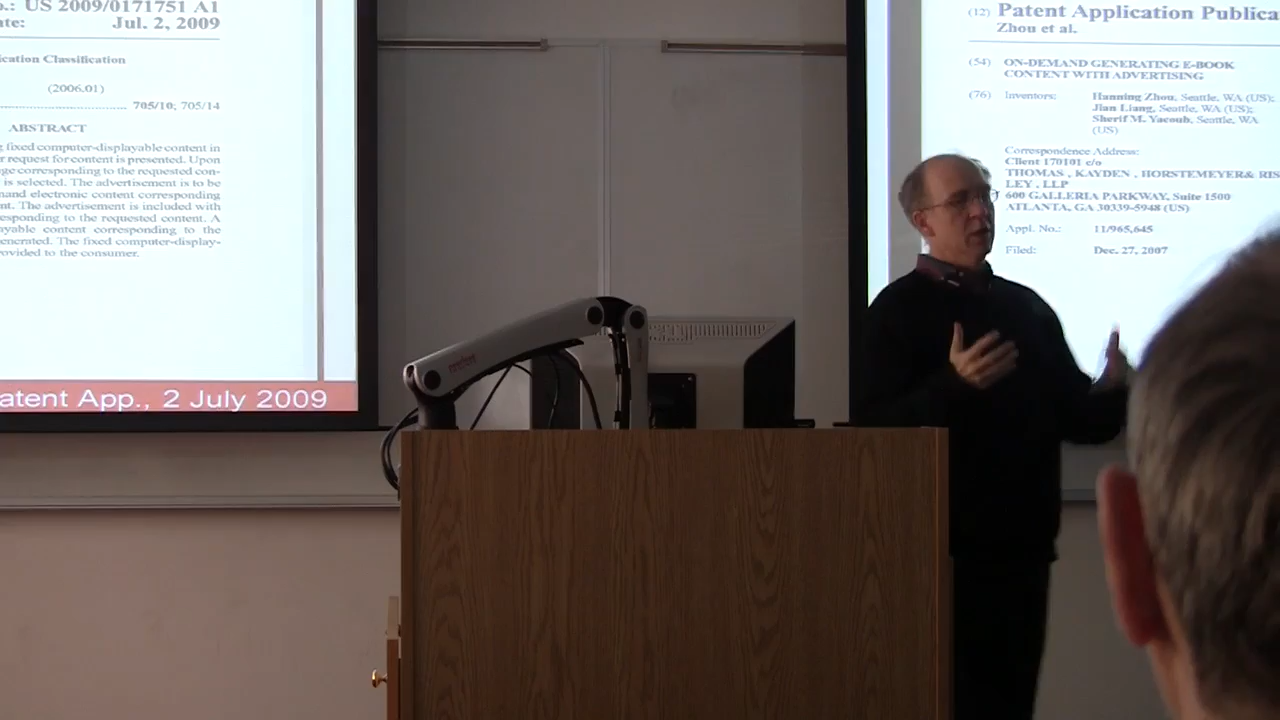 o.: US 2009/0171751 A1
ate: Jul. 2, 2009
cation Classification
(2006.01)
705/10; 705/14
ABSTRACT
g fixed computer-displayable content in
r request for content is presented. Upon
ge corresponding to the requested con-
is selected. The advertisement is to be
mand electronic content corresponding
nt. The advertisement is included with
esponding to the requested content. A
ayable content corresponding to the
enerated. The fixed computer-display-
rovided to the consumer.
atent App., 2 July 2009
(12) Patent Application Publica
Zhou et al.
(54) ON-DEMAND GENERATING E-BOOK
CONTENT WITH ADVERTISING
(76) Inventors: Hanning Zhou, Seattle, WA (US);
Jian Liang, Seattle, WA (US);
Sherif M. Yacoub, Seattle, WA
(US)
Correspondence Address:
Client 170101 c/o
THOMAS , KAYDEN , HORSTEMEYER& RIS
LEY , LLP
600 GALLERIA PARKWAY, Suite 1500
ATLANTA, GA 30339-5948 (US)
Appl. No.: 11/965,645
Filed: Dec. 27, 2007